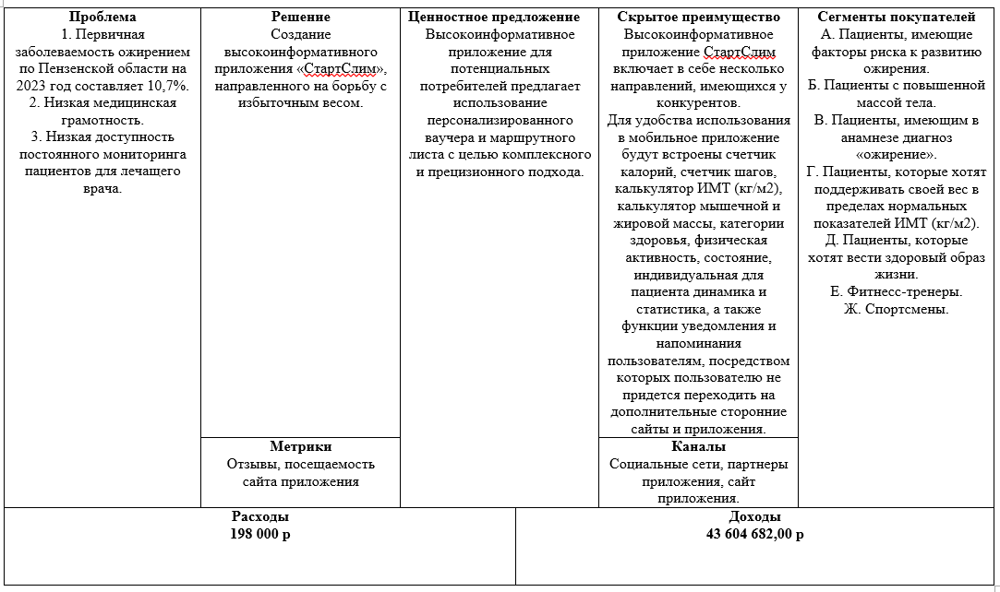 Проблема
1. Первичная
заболеваемость ожирением
по Пензенской области на
2023 год составляет 10,7%.
2. Низкая медицинская
грамотность.
3. Низкая доступность
постоянного мониторинга
пациентов для лечащего
врача.
Решение
Создание
высокоинформативного
приложения «СтартСлим»,
направленного на борьбу с
избыточным весом.
Метрики
Отзывы, посещаемость
сайта приложения
Ценностное предложение
Высокоинформативное
приложение для
потенциальных
потребителей предлагает
использование
персонализированного
ваучера и маршрутного
листа с целью комплексного
и прецизионного подхода.
Скрытое преимущество
Высокоинформативное
приложение СтартСлим
включает в себе несколько
направлений, имеющихся у
конкурентов.
Для удобства использования
в мобильное приложение
будут встроены счетчик
калорий, счетчик шагов,
калькулятор ИМТ (кг/м2),
калькулятор мышечной и
жировой массы, категории
здоровья, физическая
активность, состояние,
индивидуальная для
пациента динамика и
статистика, а также
функции уведомления и
напоминания
пользователям, посредством
которых пользователю не
придется переходить на
дополнительные сторонние
сайты и приложения.
Каналы
Социальные сети, партнеры
приложения, сайт
приложения.
Сегменты покупателей
А. Пациенты, имеющие
факторы риска к развитию
ожирения.
Б. Пациенты с повышенной
массой тела.
В. Пациенты, имеющим в
анамнезе диагноз
«ожирение».
Г. Пациенты, которые хотят
поддерживать своей вес в
пределах нормальных
показателей ИМТ (кг/м2).
Д. Пациенты, которые
хотят вести здоровый образ
жизни.
Е. Фитнесс-тренеры.
Ж. Спортсмены.
Расходы
198 000 р
Доходы
43 604 682,00 р